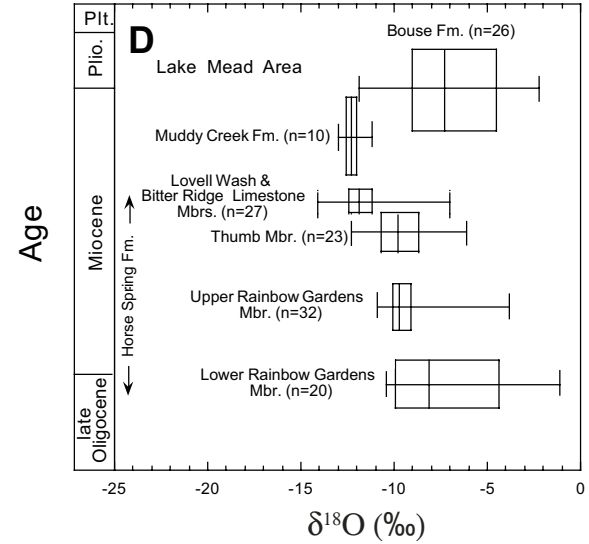 Plt.
D
Bouse Fm. (n=26)
Plio.
Lake Mead Area
Muddy Creek Fm. (n=10)
Lovell Wash &
Bitter Ridge Limestone
Mbrs. (n=27)
Thumb Mbr. (n=23)
Age
Miocene
Horse Spring Fm.
Upper Rainbow Gardens
Mbr. (n=32)
Lower Rainbow Gardens
Mbr. (n=20)
late
Oligocene
-25 -20 -15 -10 -5 0
δ¹⁸O (‰)